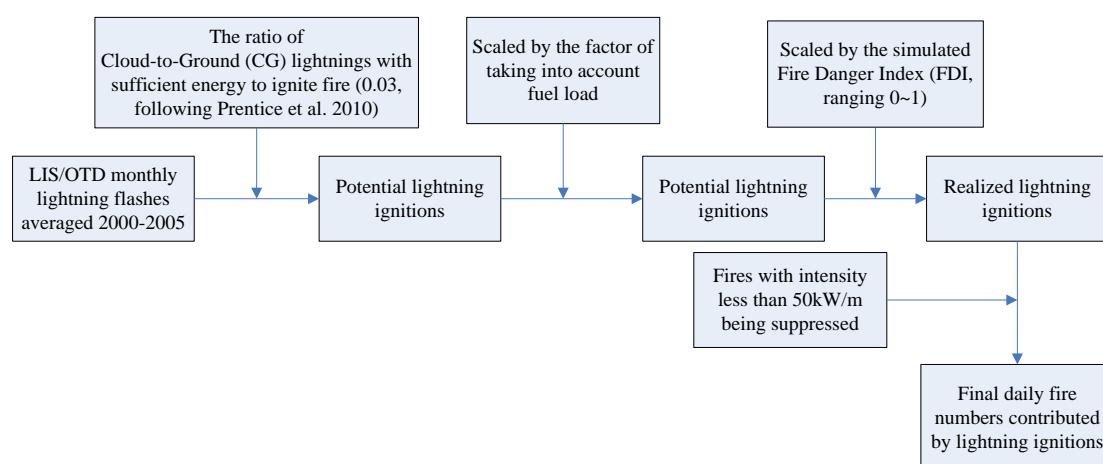 The ratio of
Cloud-to-Ground (CG) lightnings with
sufficient energy to ignite fire (0.03,
following Prentice et al. 2010)
Scaled by the factor of
taking into account
fuel load
Scaled by the simulated
Fire Danger Index (FDI,
ranging 0~1)
LIS/OTD monthly
lightning flashes
averaged 2000-2005
Potential lightning
ignitions
Potential lightning
ignitions
Realized lightning
ignitions
Fires with intensity
less than 50kW/m
being suppressed
Final daily fire
numbers contributed
by lightning ignitions